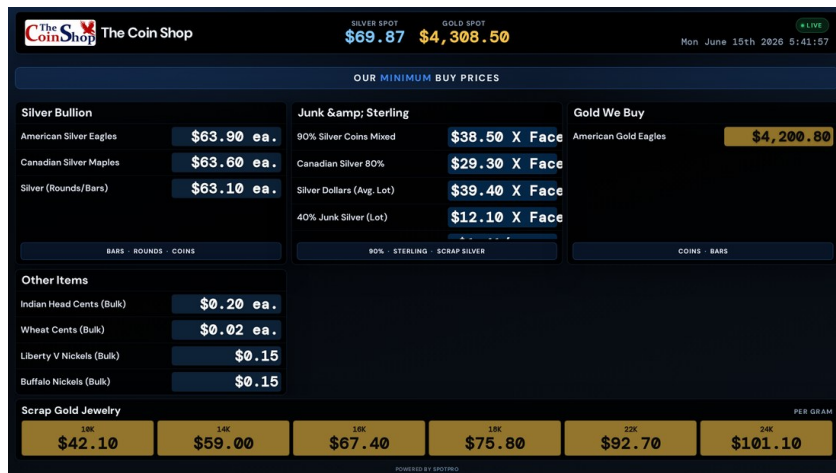 The
Coin Shop
The Coin Shop
SILVER SPOT
$69.87
GOLD SPOT
$4,308.50
LIVE
Mon June 15th 2026 5:41:57
OUR MINIMUM BUY PRICES
Silver Bullion
American Silver Eagles $63.90 ea.
Canadian Silver Maples $63.60 ea.
Silver (Rounds/Bars) $63.10 ea.
BARS · ROUNDS · COINS
Junk &amp; Sterling
90% Silver Coins Mixed $38.50 X Face
Canadian Silver 80% $29.30 X Face
Silver Dollars (Avg. Lot) $39.40 X Face
40% Junk Silver (Lot) $12.10 X Face
90% · STERLING · SCRAP SILVER
Gold We Buy
American Gold Eagles $4,200.80
COINS · BARS
Other Items
Indian Head Cents (Bulk) $0.20 ea.
Wheat Cents (Bulk) $0.02 ea.
Liberty V Nickels (Bulk) $0.15
Buffalo Nickels (Bulk) $0.15
Scrap Gold Jewelry PER GRAM
10K 14K 16K 18K 22K 24K
$42.10 $59.00 $67.40 $75.80 $92.70 $101.10
POWERED BY SPOTPRO